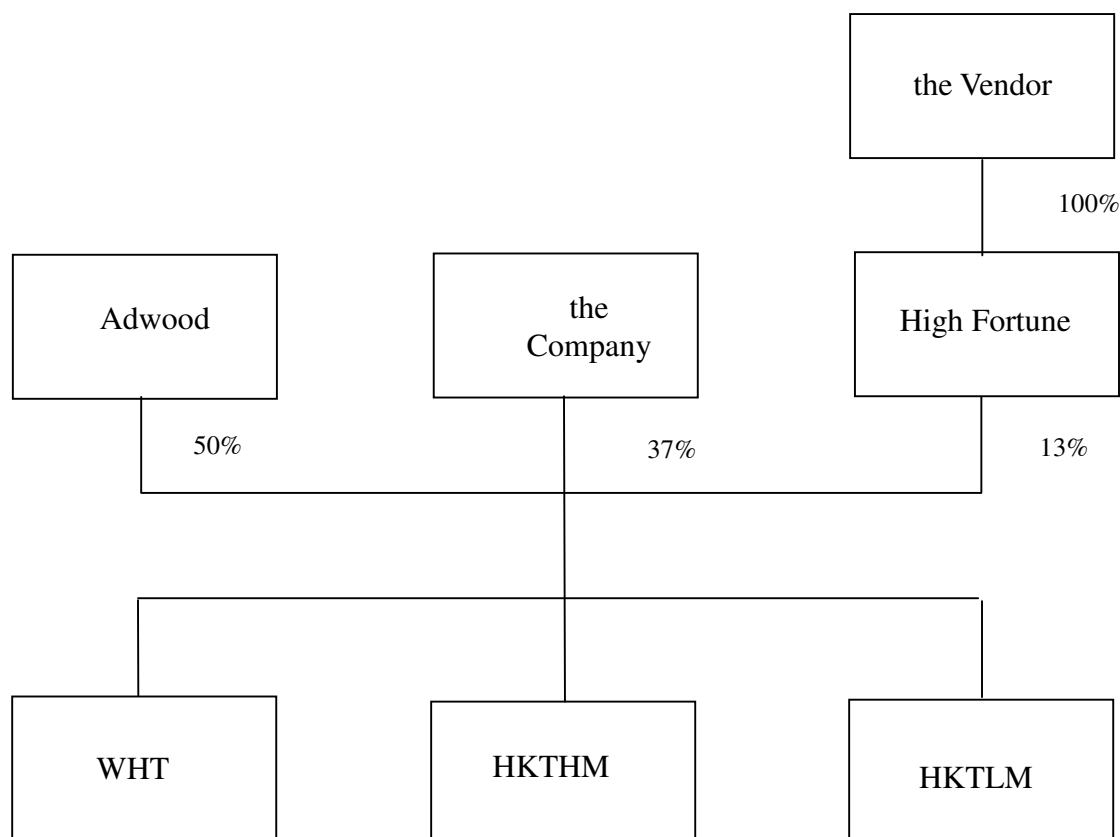 the Vendor
100%
Adwood
the
Company
High Fortune
50%
37%
13%
WHT
HKTHM
HKTLM